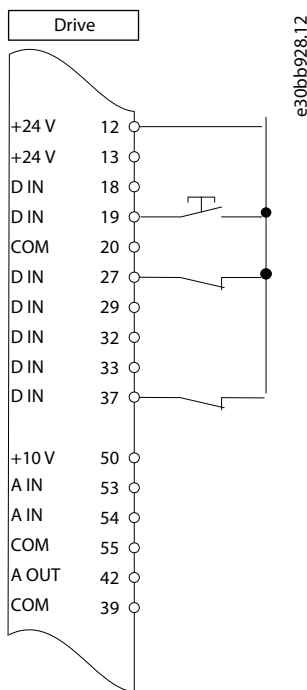 Drive
e30bb928.12
+24 V 12
+24 V 13
D IN 18
D IN 19
COM 20
D IN 27
D IN 29
D IN 32
D IN 33
D IN 37
+10 V 50
A IN 53
A IN 54
COM 55
A OUT 42
COM 39